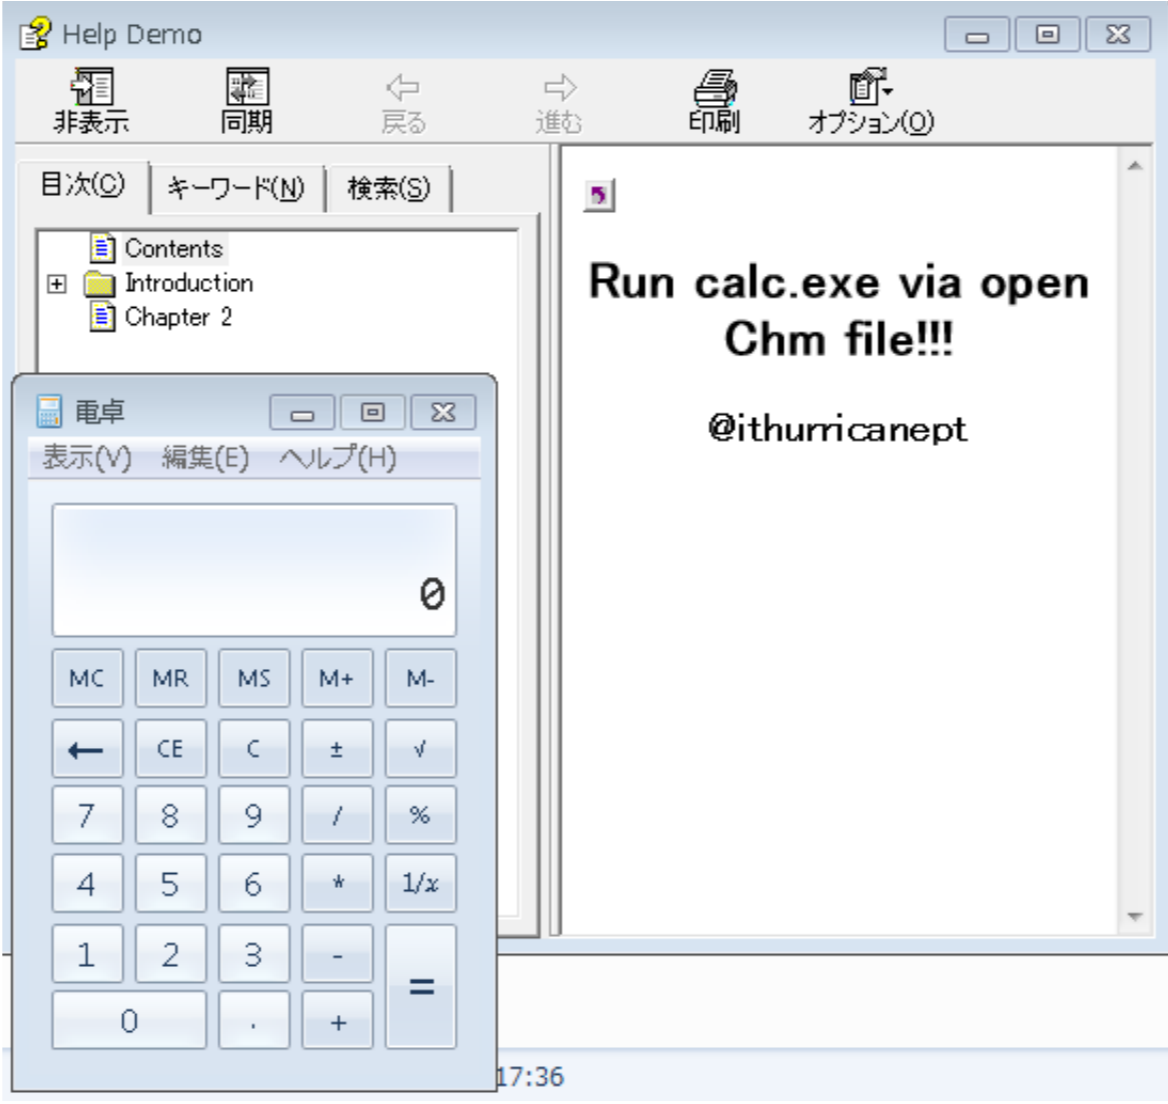 Help Demo
非表示 同期 戻る 進む 印刷 オプション(O)
目次(C) キーワード(N) 検索(S)
Contents
Introduction
Chapter 2
Run calc.exe via open
Chm file!!!
@ithurricanept
電卓
表示(V) 編集(E) ヘルプ(H)
0
MC MR MS M+ M-
← CE C ± √
7 8 9 / %
4 5 6 * 1/x
1 2 3 - =
0 . +
17:36